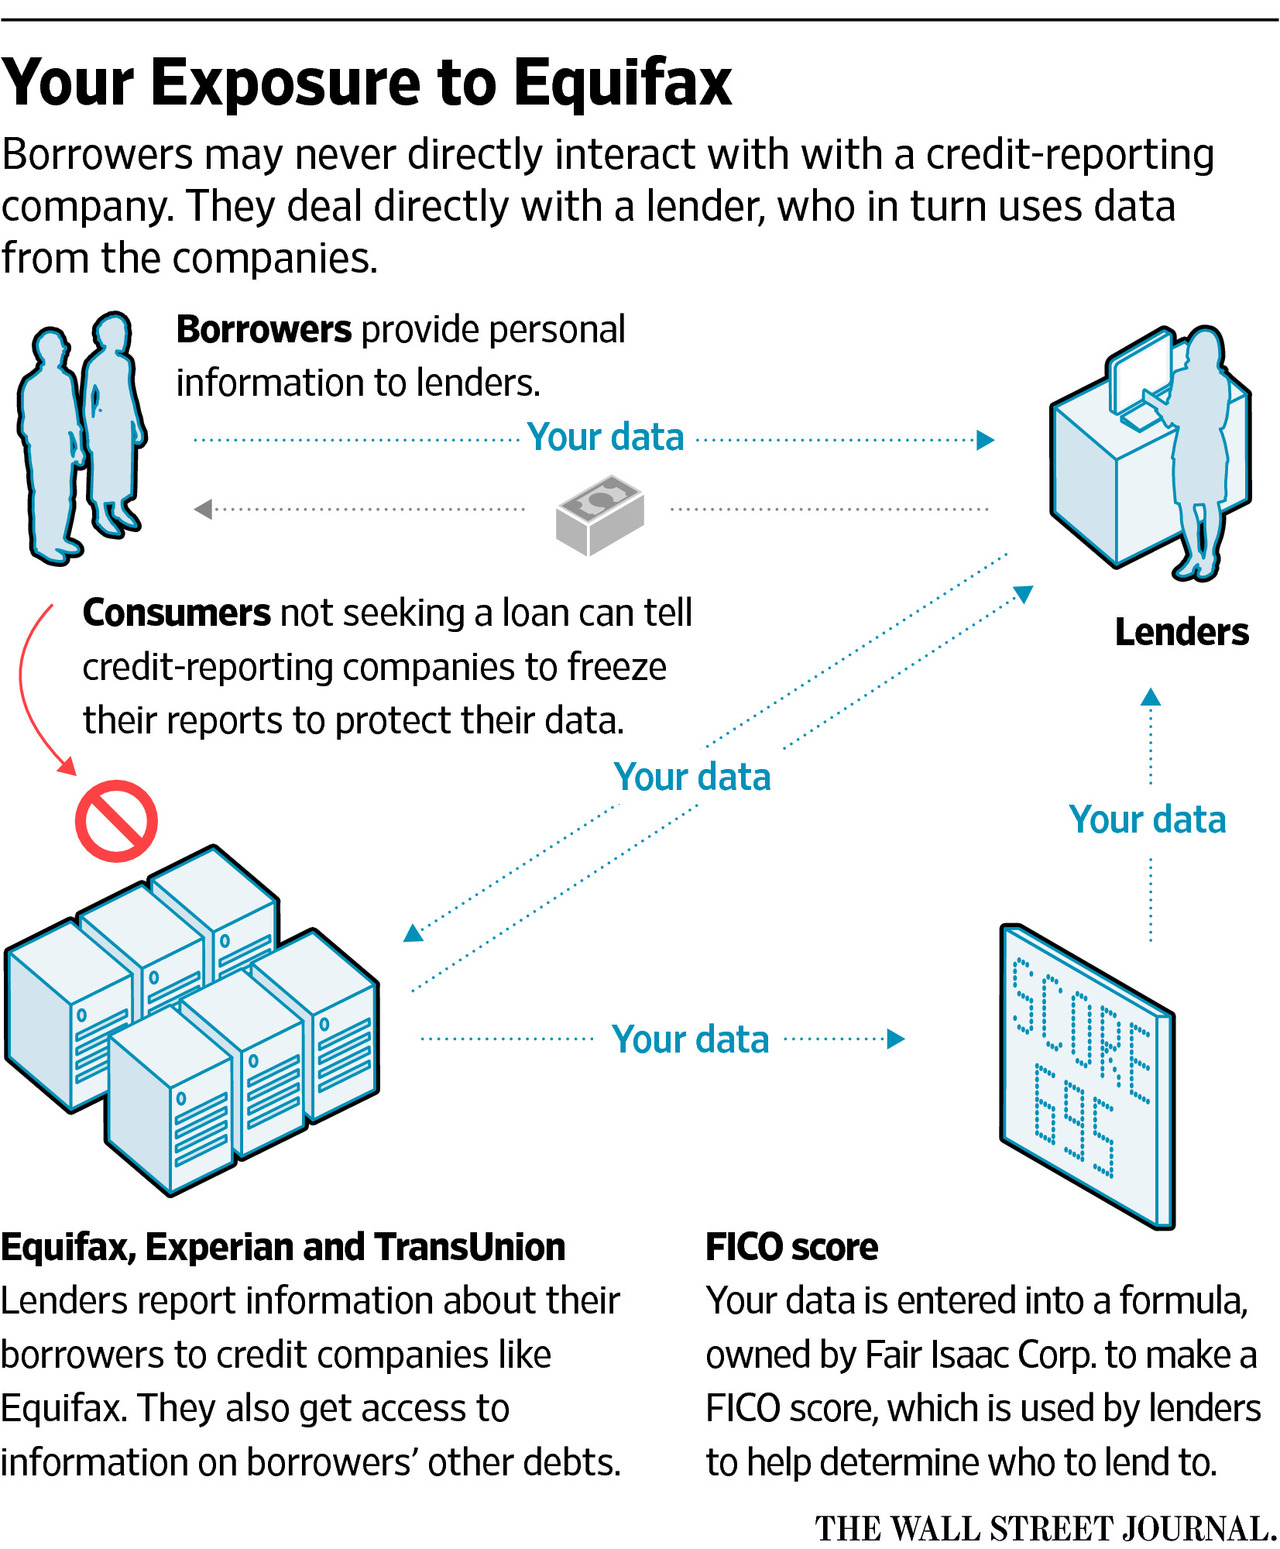 Your Exposure to Equifax
Borrowers may never directly interact with with a credit-reporting
company. They deal directly with a lender, who in turn uses data
from the companies.
Borrowers provide personal
information to lenders.
Your data
Consumers not seeking a loan can tell
credit-reporting companies to freeze
their reports to protect their data.
Lenders
Your data
Your data
Your data
SCORE
695
Equifax, Experian and TransUnion
Lenders report information about their
borrowers to credit companies like
Equifax. They also get access to
information on borrowers’ other debts.
FICO score
Your data is entered into a formula,
owned by Fair Isaac Corp. to make a
FICO score, which is used by lenders
to help determine who to lend to.
THE WALL STREET JOURNAL.